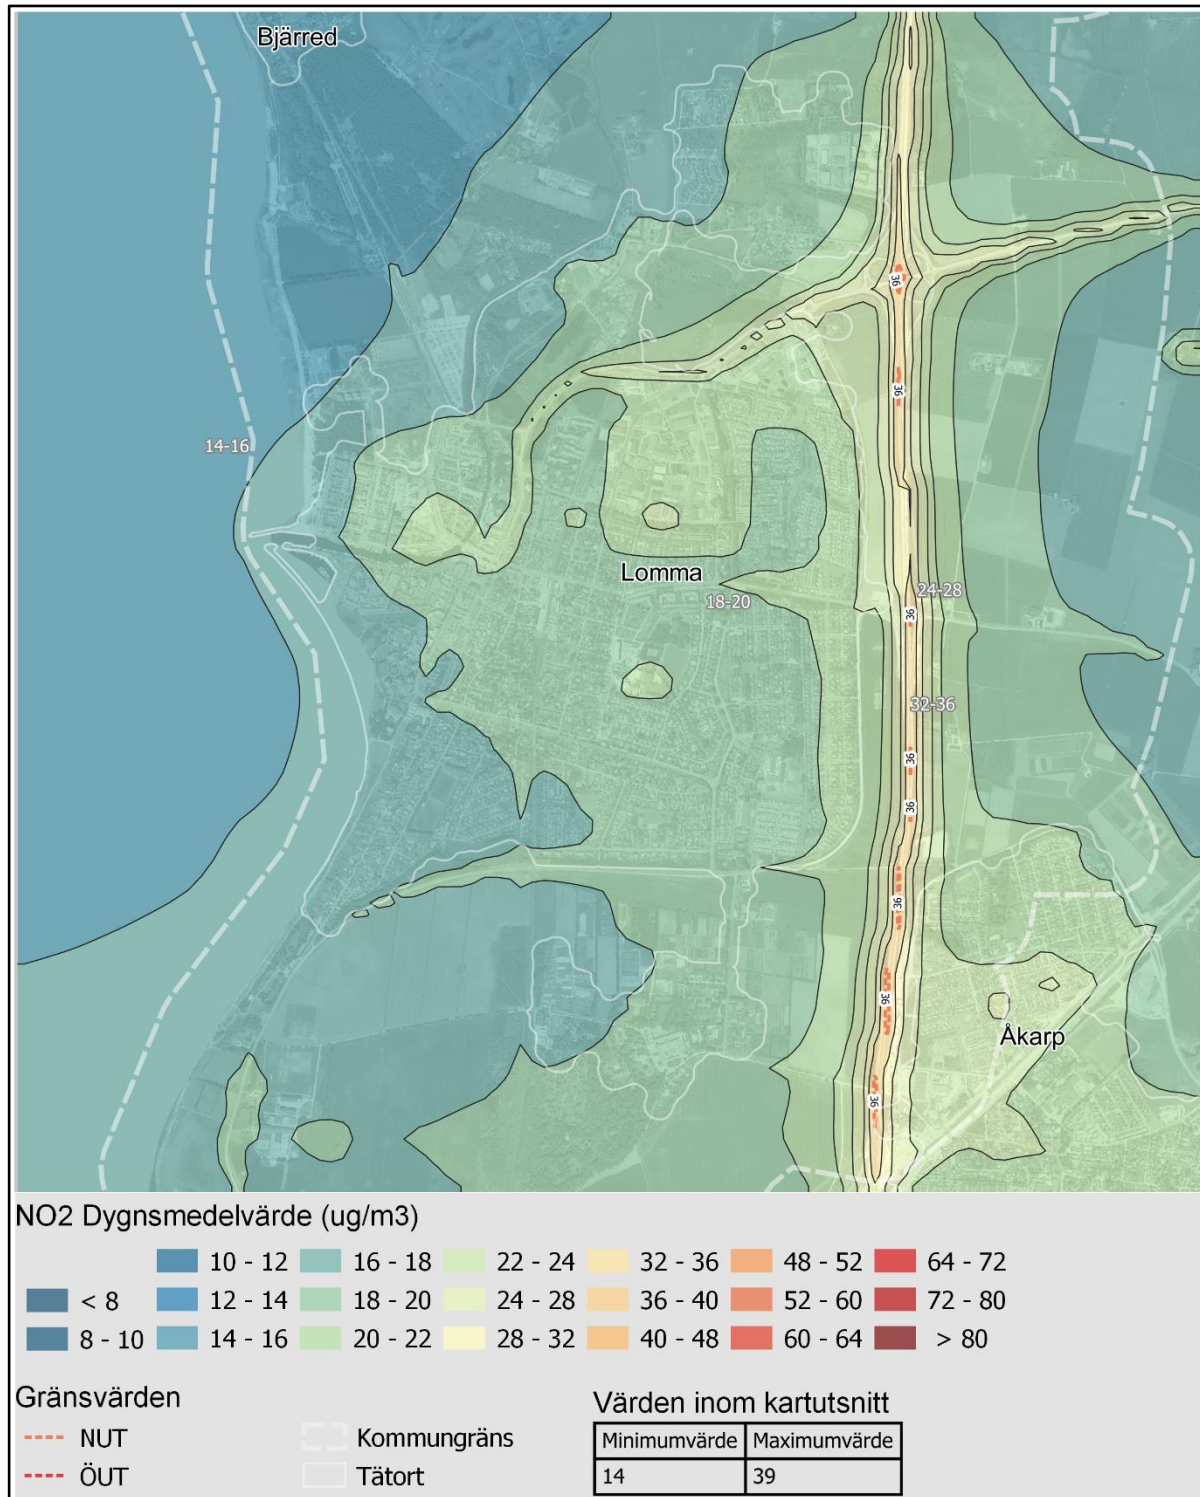 Bjärred
36
36
14-16
Lomma
18-20
24-28
36
32-36
36
36
36
36
Åkarp
36
NO2 Dygnsmedelvärde (ug/m3)
10 - 12 16 - 18 22 - 24 32 - 36 48 - 52 64 - 72
< 8 12 - 14 18 - 20 24 - 28 36 - 40 52 - 60 72 - 80
8 - 10 14 - 16 20 - 22 28 - 32 40 - 48 60 - 64 > 80
Gränsvärden
NUT
ÖUT
Kommungräns
Tätort
Värden inom kartutsnitt
Minimumvärde Maximumvärde
14 39